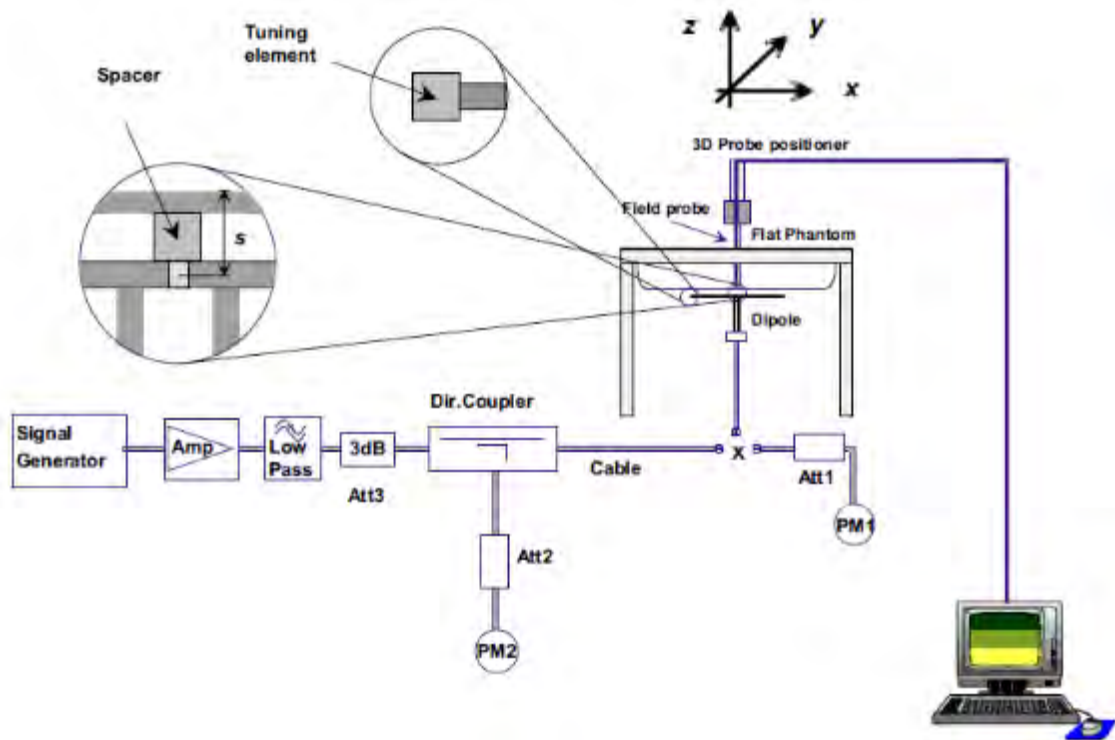 Tuning
element
Spacer
z
y
x
3D Probe positioner
Field probe
Flat Phantom
s
Dipole
Dir.Coupler
Signal
Generator
Amp
Low
Pass
3dB
Att3
Cable
x
Att1
PM1
Att2
PM2